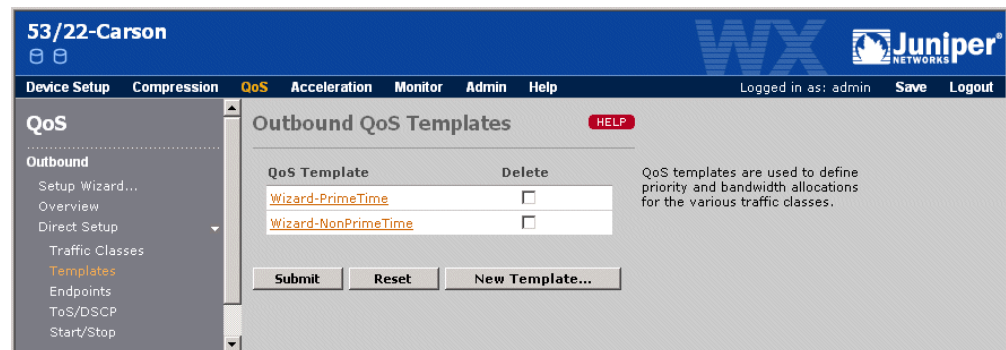 53/22-Carson
WX
Juniper®
NETWORKS
Device Setup Compression QoS Acceleration Monitor Admin Help Logged in as: admin Save Logout
QoS
Outbound
Setup Wizard...
Overview
Direct Setup
Traffic Classes
Templates
Endpoints
ToS/DSCP
Start/Stop
Outbound QoS Templates HELP
QoS Template Delete
Wizard-PrimeTime
Wizard-NonPrimeTime
Submit Reset New Template...
QoS templates are used to define
priority and bandwidth allocations
for the various traffic classes.